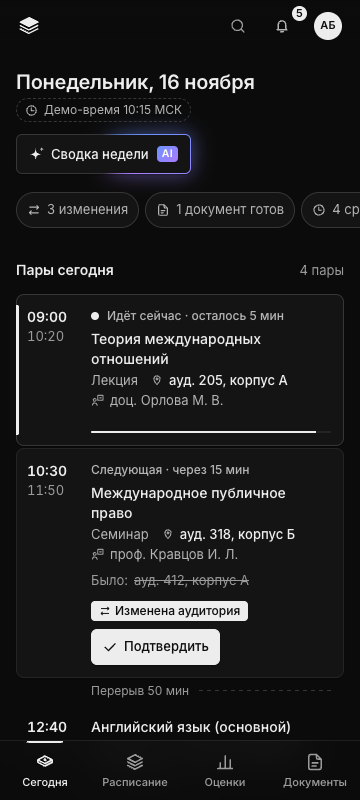 5
АБ
Понедельник, 16 ноября
Демо-время 10:15 МСК
Сводка недели AI
3 изменения
1 документ готов
4 ср
Пары сегодня
4 пары
09:00
10:20
Идёт сейчас · осталось 5 мин
Теория международных
отношений
Лекция ауд. 205, корпус А
доц. Орлова М. В.
10:30
11:50
Следующая · через 15 мин
Международное публичное
право
Семинар ауд. 318, корпус Б
проф. Кравцов И. Л.
Было: ауд. 412, корпус А
Изменена аудитория
Подтвердить
Перерыв 50 мин
12:40
Английский язык (основной)
Сегодня
Расписание
Оценки
Документы